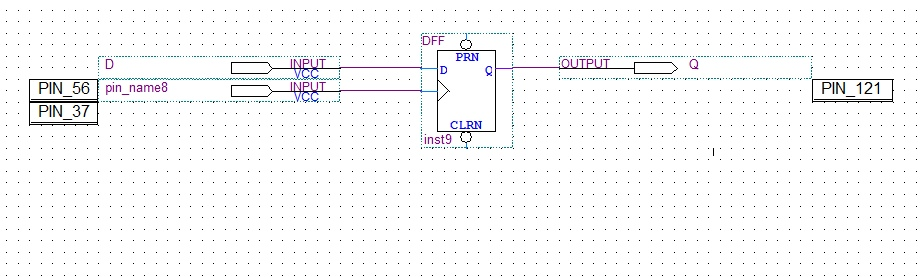 DFF
PRN
D
INPUT
VCC
D
Q
OUTPUT
Q
PIN_56
pin_name8
INPUT
VCC
PIN_121
PIN_37
CLRN
inst9